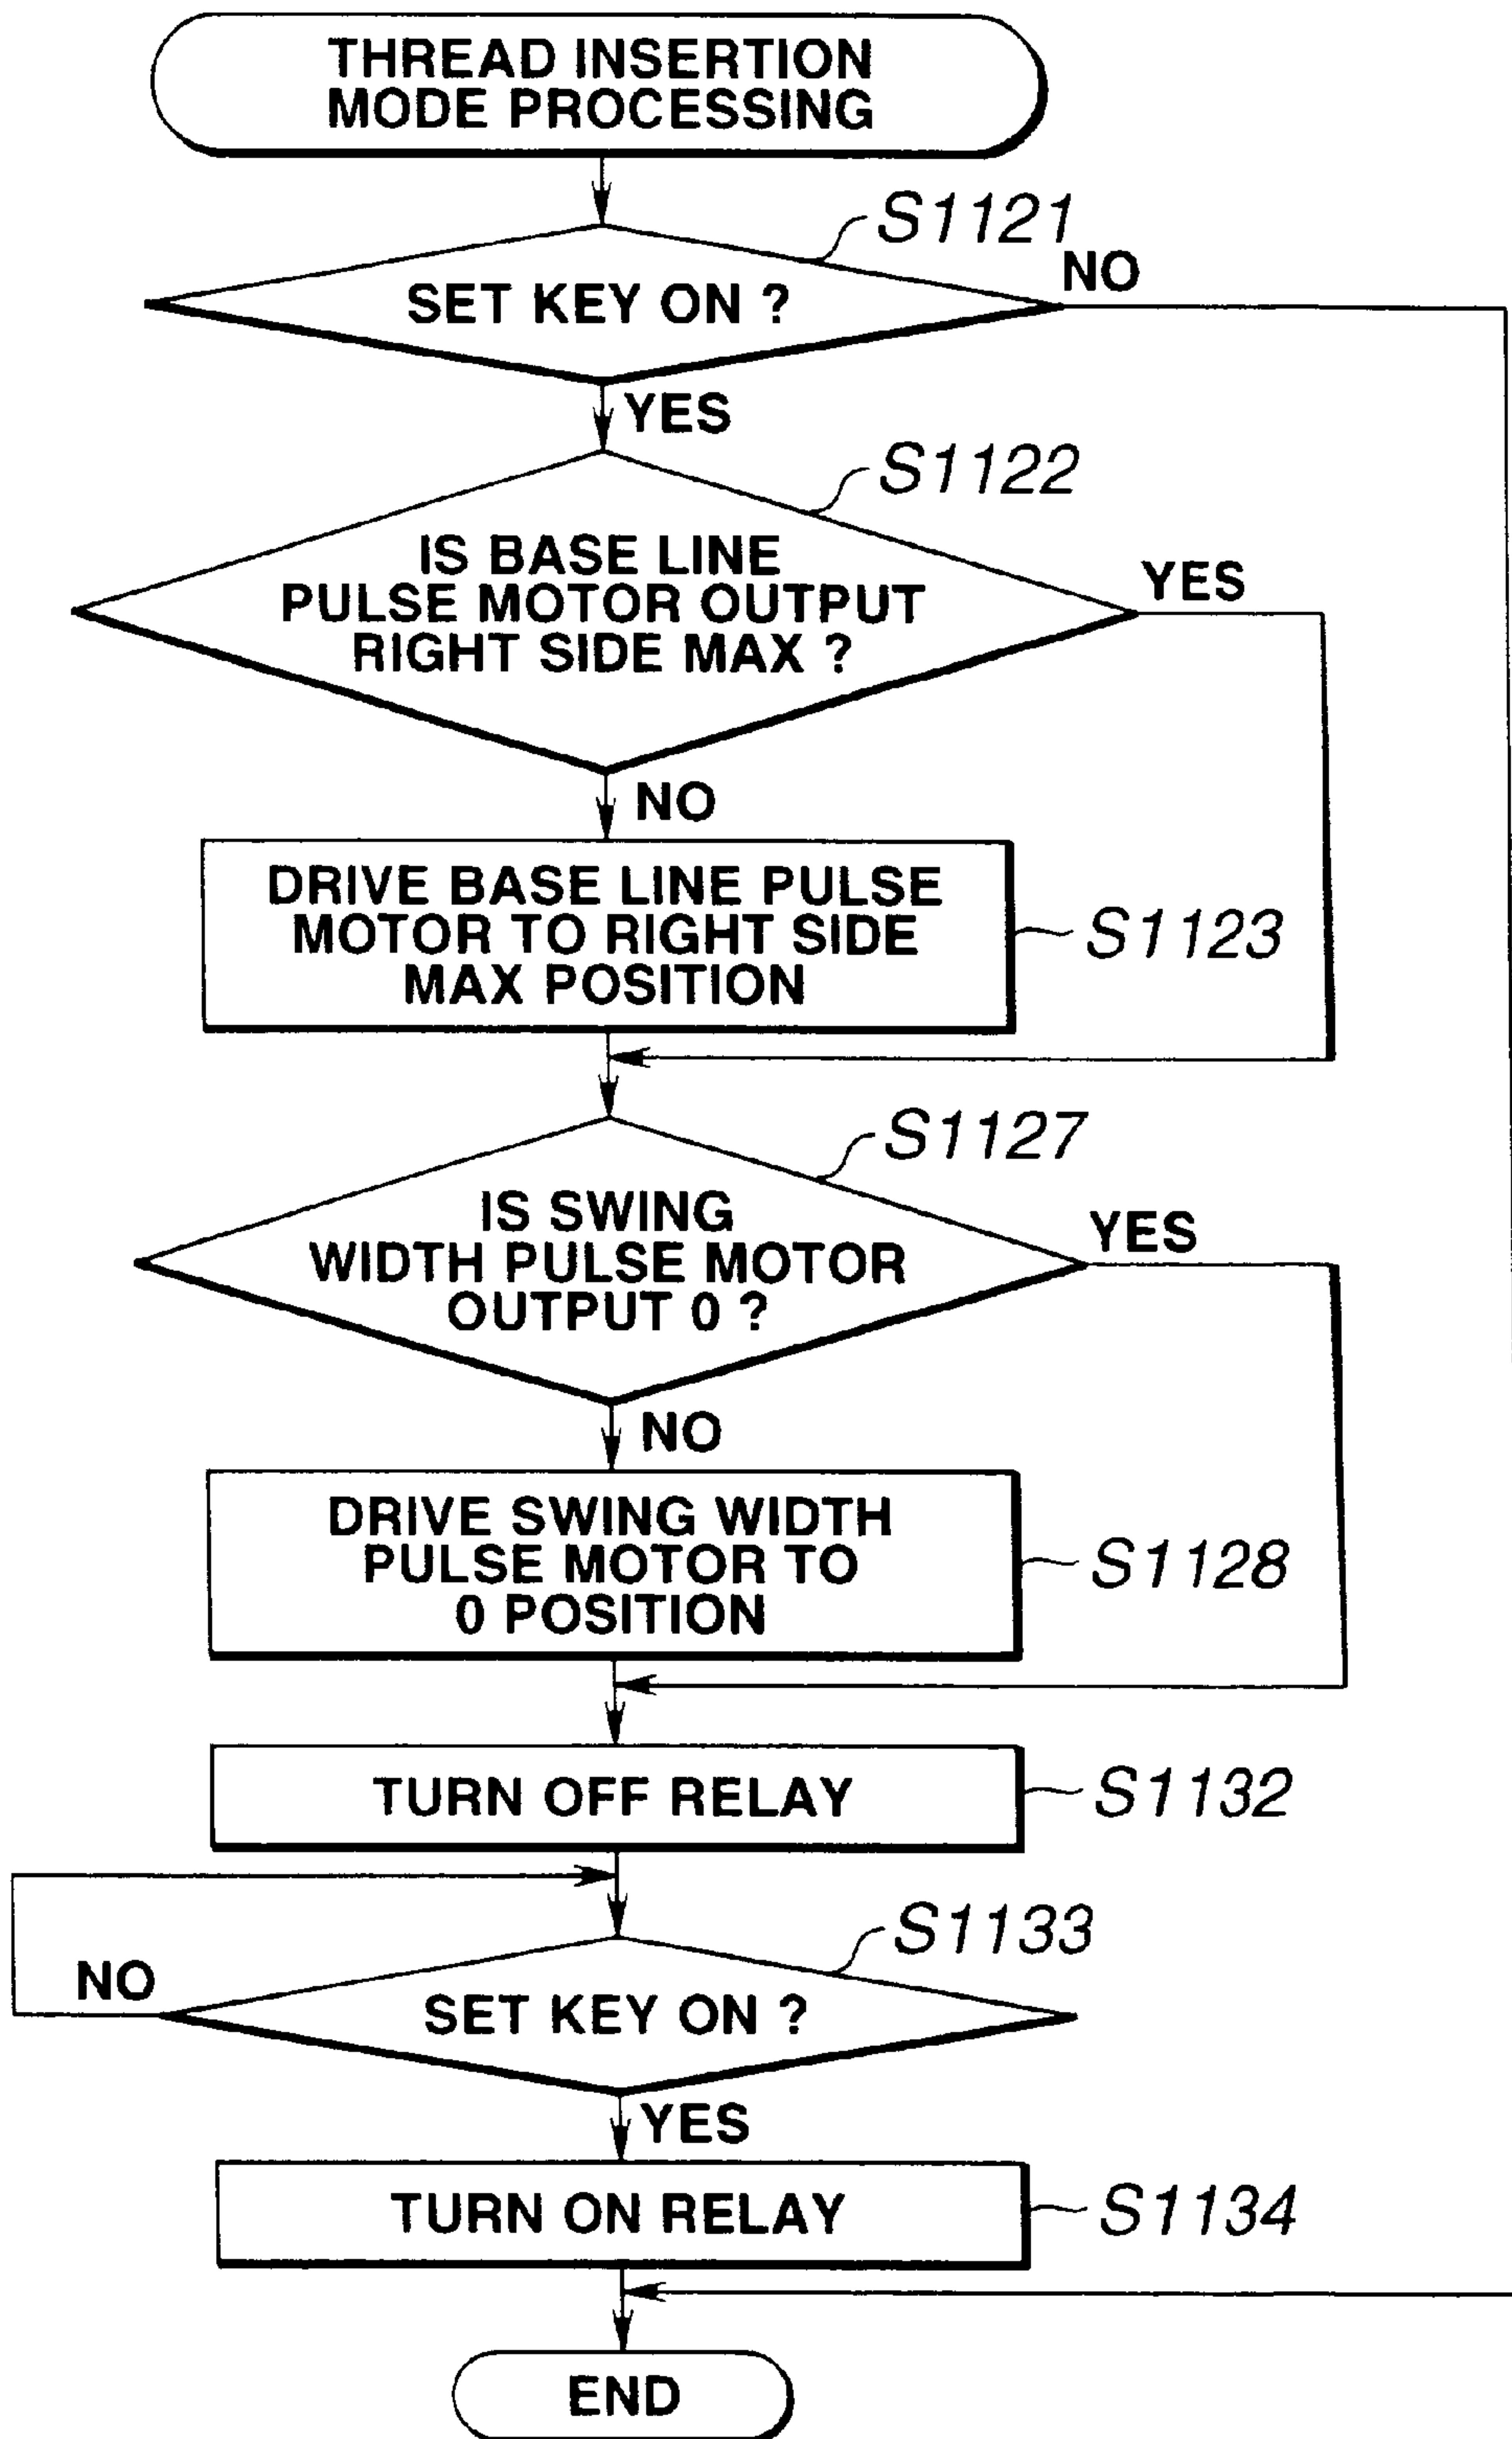 THREAD INSERTION
MODE PROCESSING
S1121
SET KEY ON ?
NO
YES
S1122
IS BASE LINE
PULSE MOTOR OUTPUT
RIGHT SIDE MAX ?
YES
NO
DRIVE BASE LINE PULSE
MOTOR TO RIGHT SIDE
MAX POSITION
S1123
S1127
IS SWING
WIDTH PULSE MOTOR
OUTPUT 0 ?
YES
NO
DRIVE SWING WIDTH
PULSE MOTOR TO
0 POSITION
S1128
TURN OFF RELAY
S1132
S1133
NO
SET KEY ON ?
YES
TURN ON RELAY
S1134
END